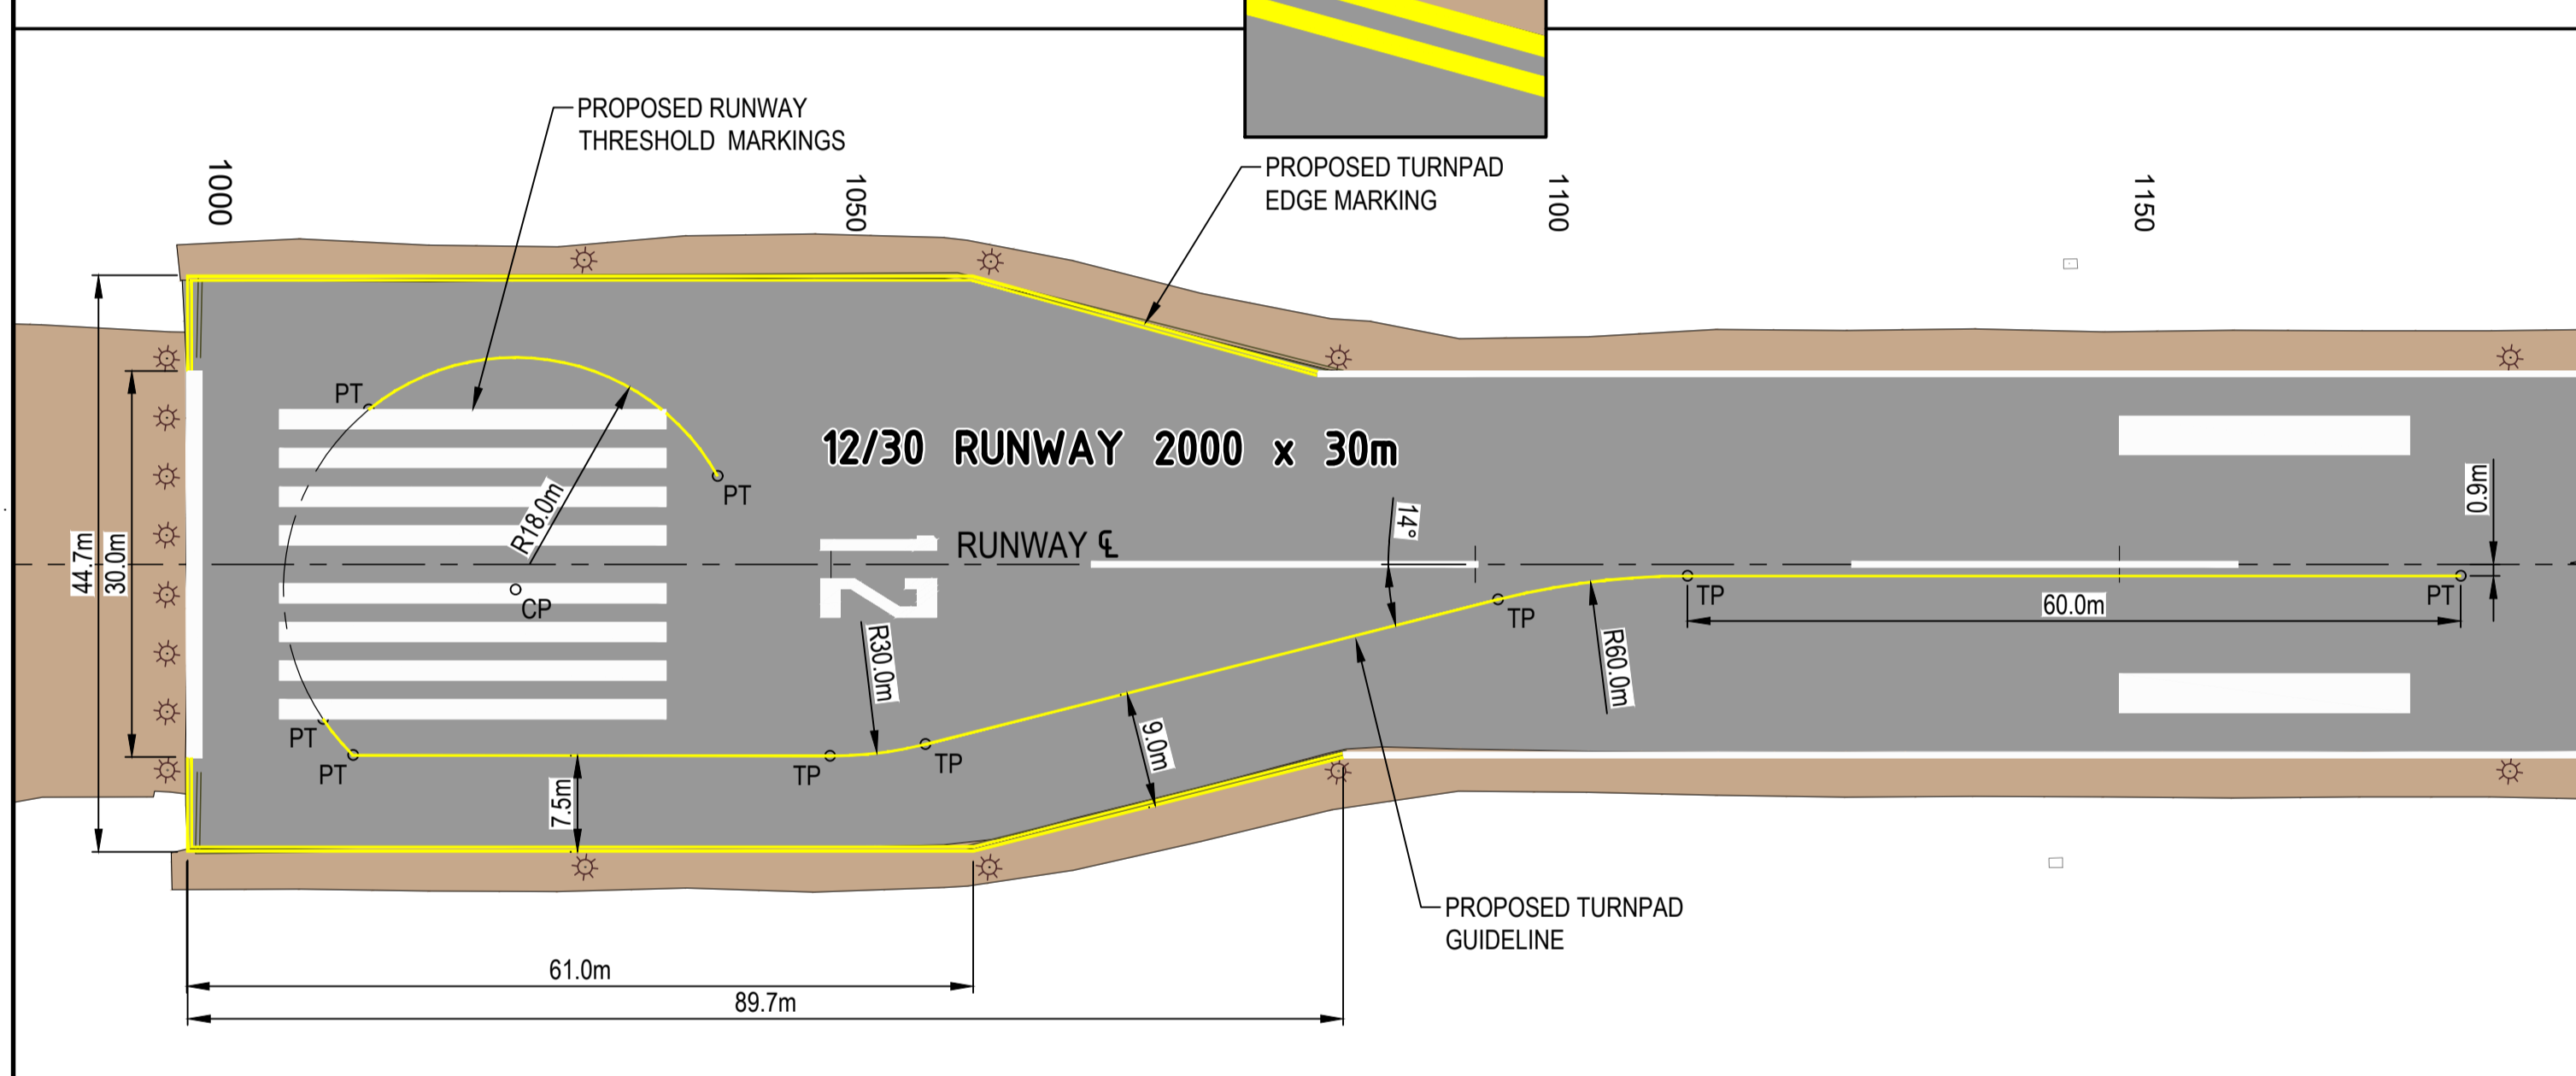 PROPOSED RUNWAY
THRESHOLD MARKINGS
PROPOSED TURNPAD
EDGE MARKING
10000
1050
1100
1150
PT
R18.0m
PT
12/30 RUNWAY 2000 x 30m
0.9m
44.7m
30.0m
RUNWAY ℄
14°
12
CP
TP
TP
60.0m
PT
R30.0m
R60.0m
PT
PT
TP
TP
9.0m
7.5m
PROPOSED TURNPAD
GUIDELINE
61.0m
89.7m